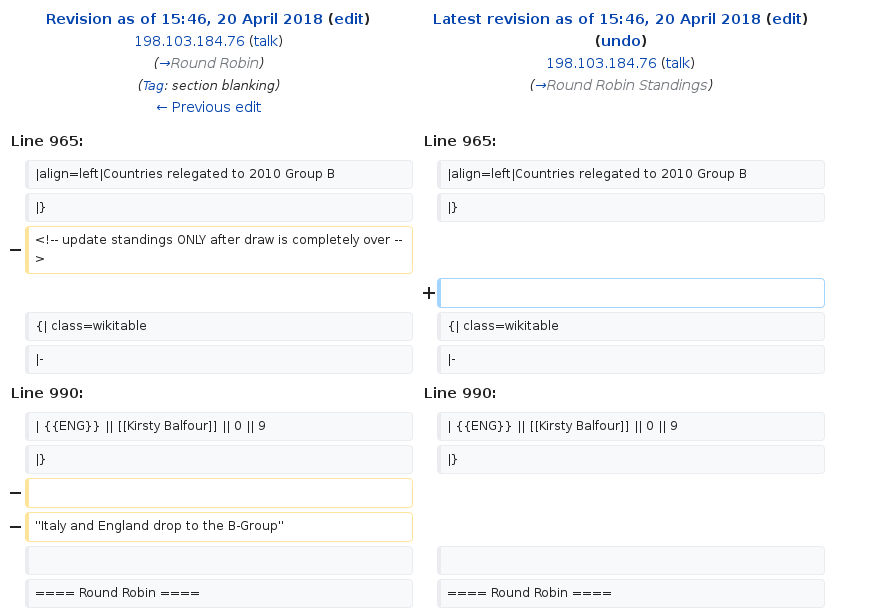 Revision as of 15:46, 20 April 2018 (edit)
198.103.184.76 (talk)
(→Round Robin)
(Tag: section blanking)
← Previous edit
Latest revision as of 15:46, 20 April 2018 (edit)
(undo)
198.103.184.76 (talk)
(→Round Robin Standings)
Line 965:
Line 965:
|align=left|Countries relegated to 2010 Group B
|align=left|Countries relegated to 2010 Group B
|}
|}
− <!-- update standings ONLY after draw is completely over --
>
+
{| class=wikitable
{| class=wikitable
|-
|-
Line 990:
Line 990:
| {{ENG}} || [[Kirsty Balfour]] || 0 || 9
| {{ENG}} || [[Kirsty Balfour]] || 0 || 9
|}
|}
−
− ''Italy and England drop to the B-Group''
==== Round Robin ====
==== Round Robin ====